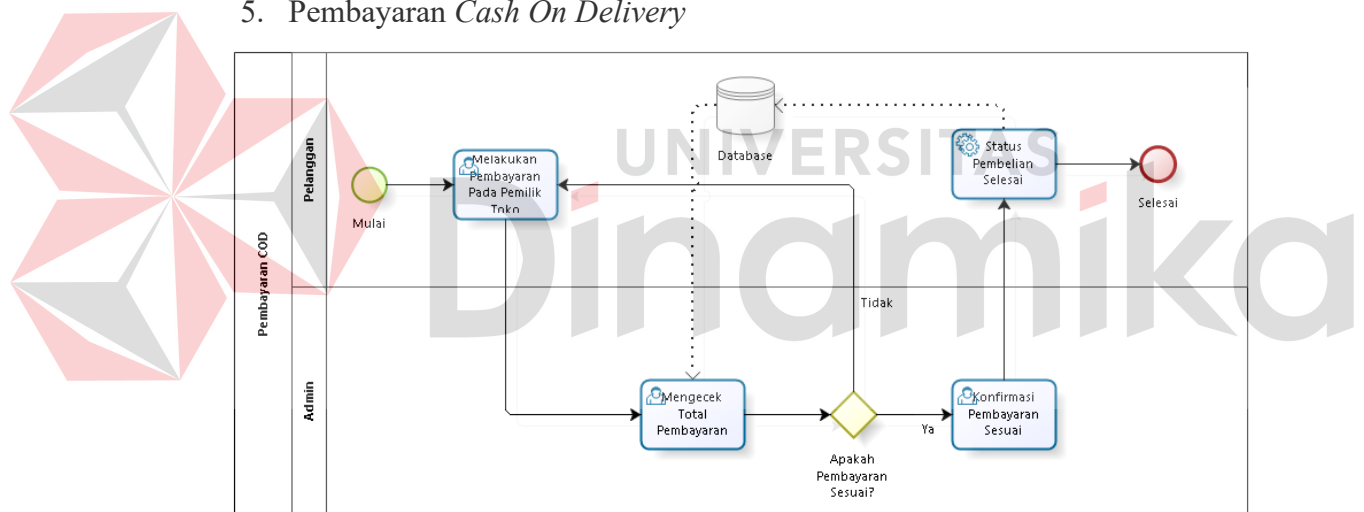 5. Pembayaran Cash On Delivery
Pembayaran COD
Pelanggan
Mulai
Melakukan
Pembayaran
Pada Pemilik
Toko
Database
Status
Pembelian
Selesai
Selesai
UNIVERSITAS
Dinamika
Admin
Tidak
Mengecek
Total
Pembayaran
Apakah
Pembayaran
Sesuai?
Ya
Konfirmasi
Pembayaran
Sesuai